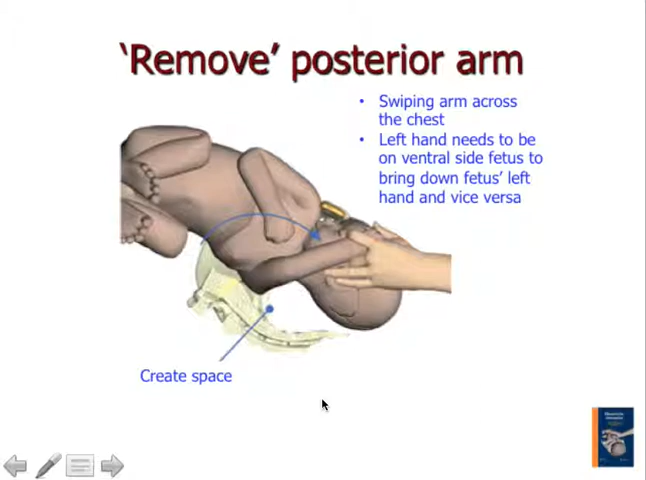 ‘Remove’ posterior arm
• Swiping arm across
the chest
• Left hand needs to be
on ventral side fetus to
bring down fetus’ left
hand and vice versa
Create space